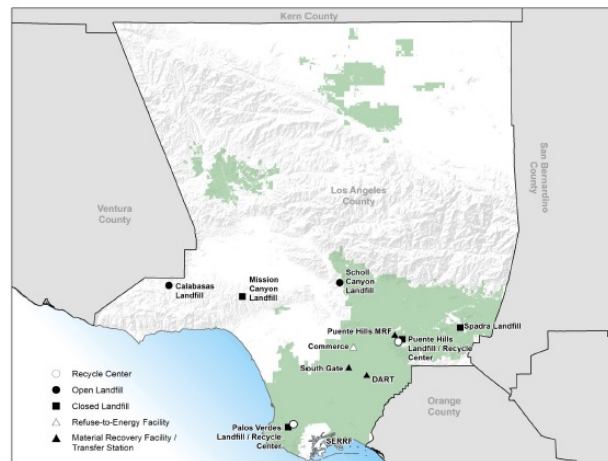 Kern County
San Bernardino
County
Los Angeles
County
Ventura
County
Calabasas
Landfill
Mission
Canyon
Landfill
Scholl
Canyon
Landfill
Spadra Landfill
Puente Hills MRF
Puente Hills
Landfill / Recycle
Center
Commerce
South Gate
DART
Orange
County
Palos Verdes
Landfill / Recycle
Center
SERRF
Recycle Center
Open Landfill
Closed Landfill
Refuse-to-Energy Facility
Material Recovery Facility /
Transfer Station